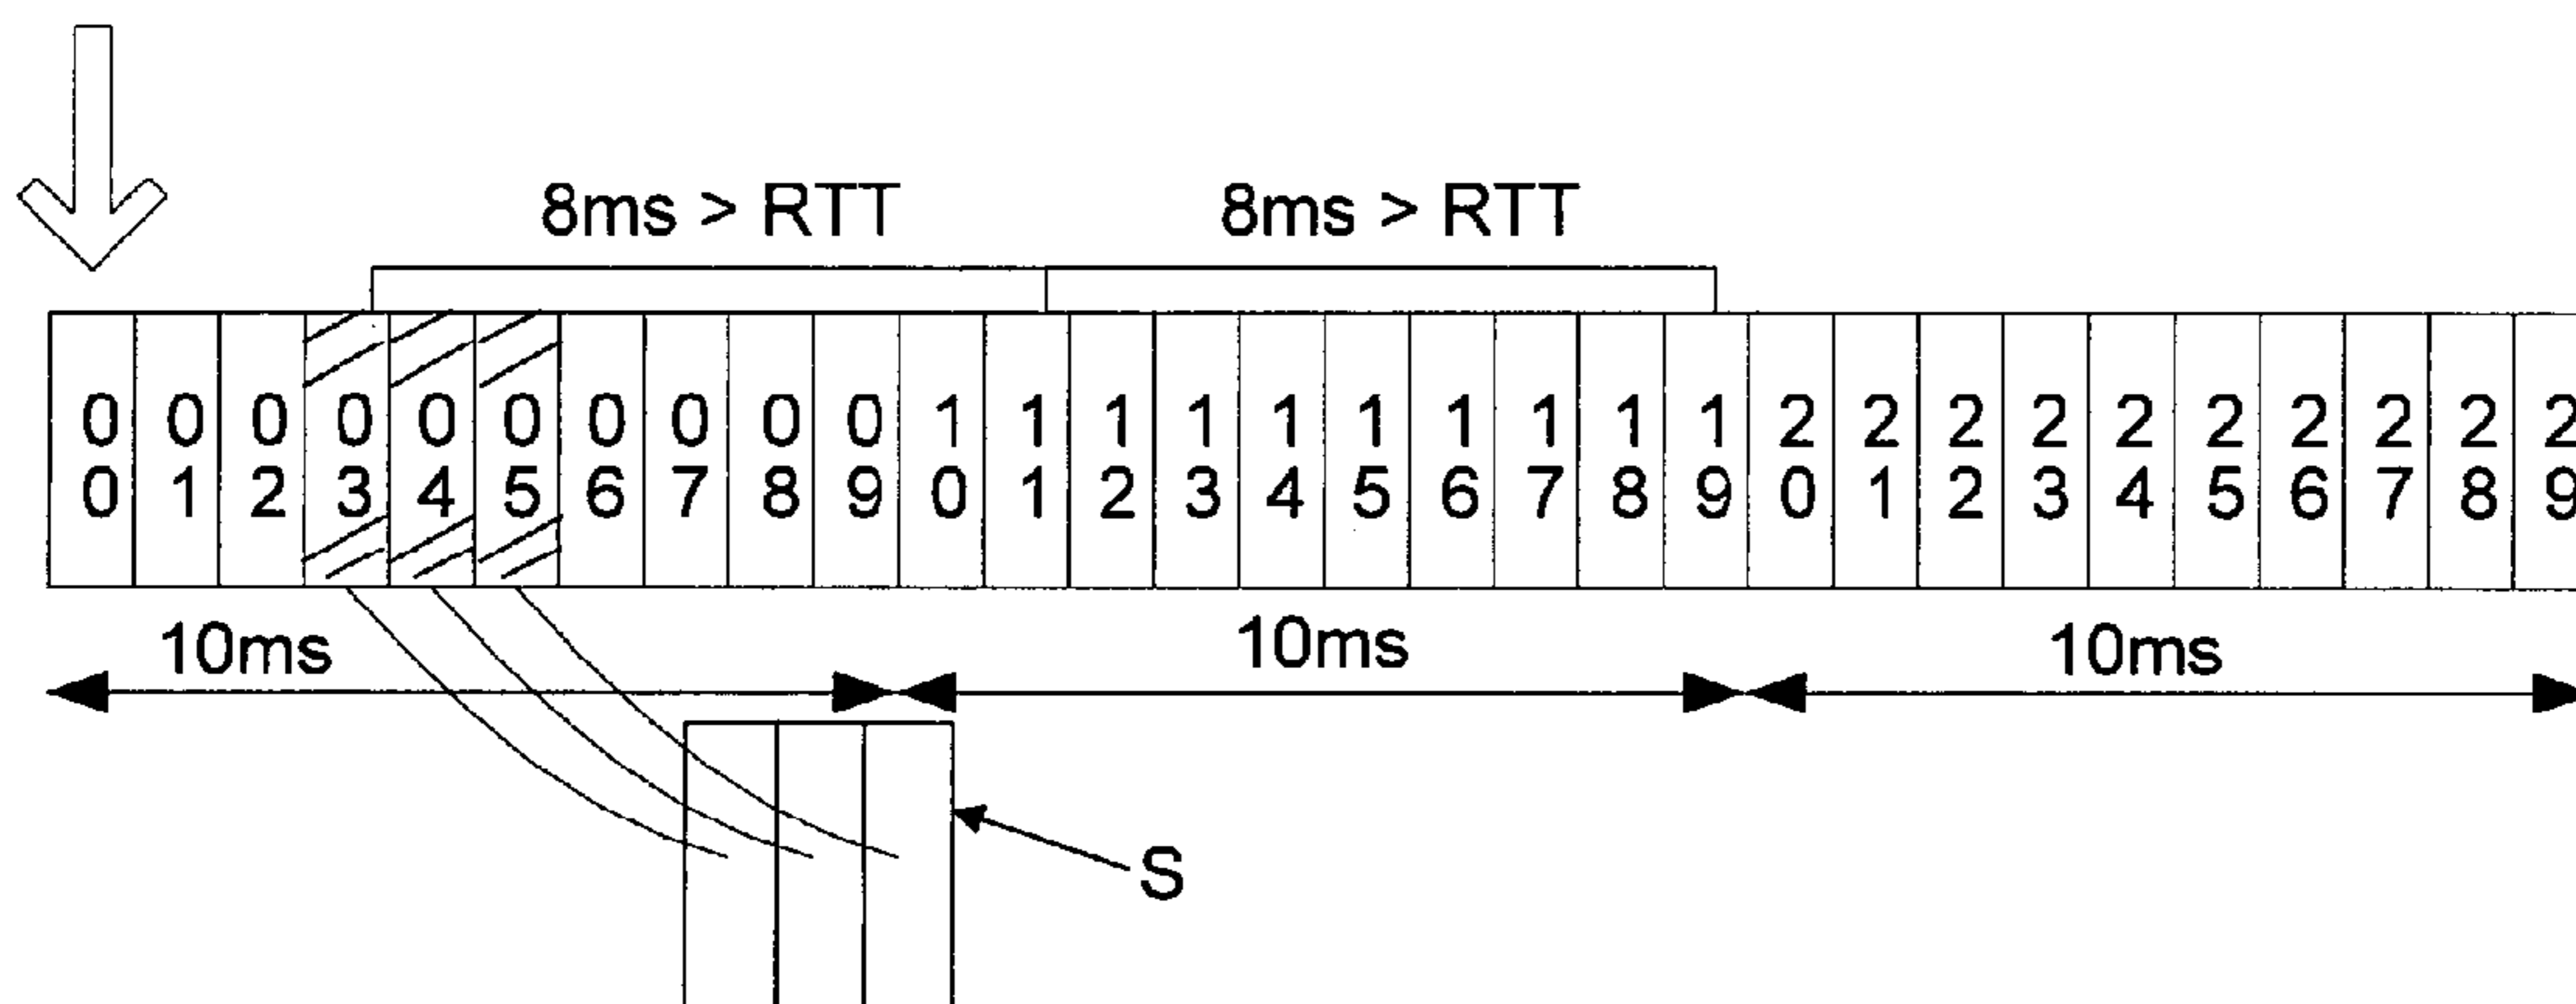 8ms > RTT 8ms > RTT
0 0 0 0 0 0 0 0 0 0 1 1 1 1 1 1 1 1 1 1 2 2 2 2 2 2 2 2 2 2
0 1 2 3 4 5 6 7 8 9 0 1 2 3 4 5 6 7 8 9 0 1 2 3 4 5 6 7 8 9
10ms 10ms 10ms
S